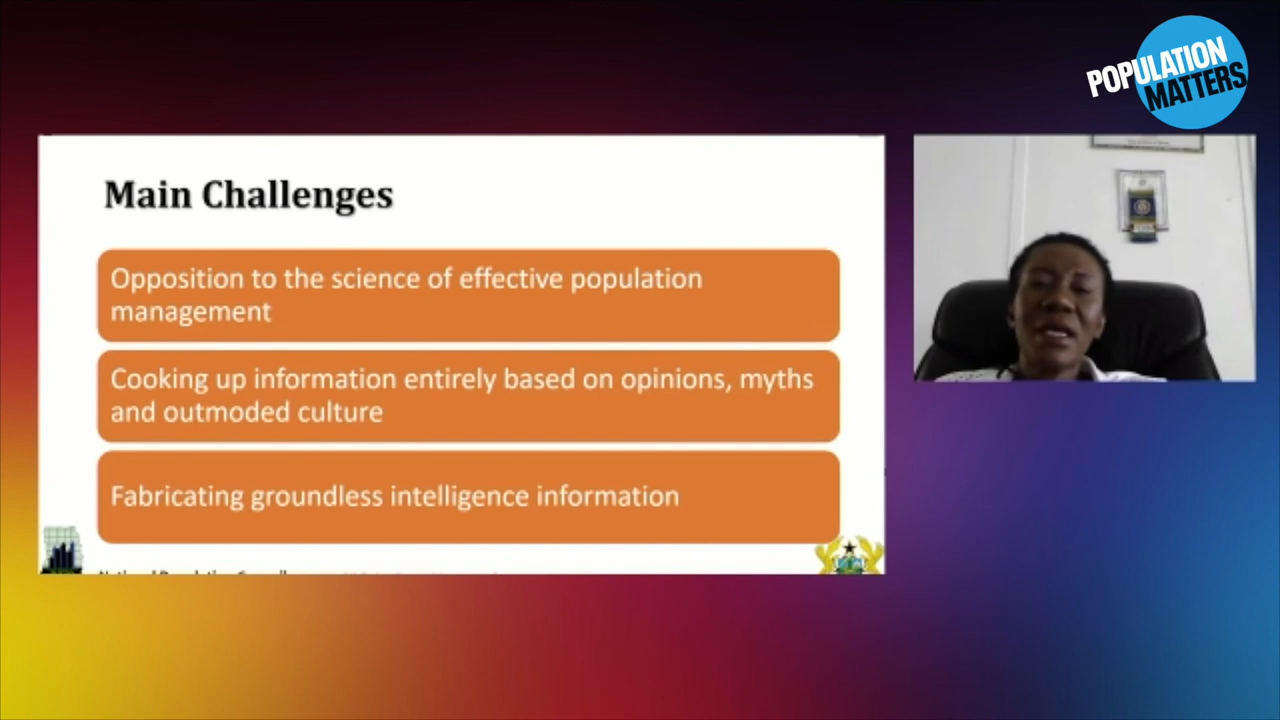 POPULATION
MATTERS
Main Challenges
Opposition to the science of effective population
management
Cooking up information entirely based on opinions, myths
and outmoded culture
Fabricating groundless intelligence information